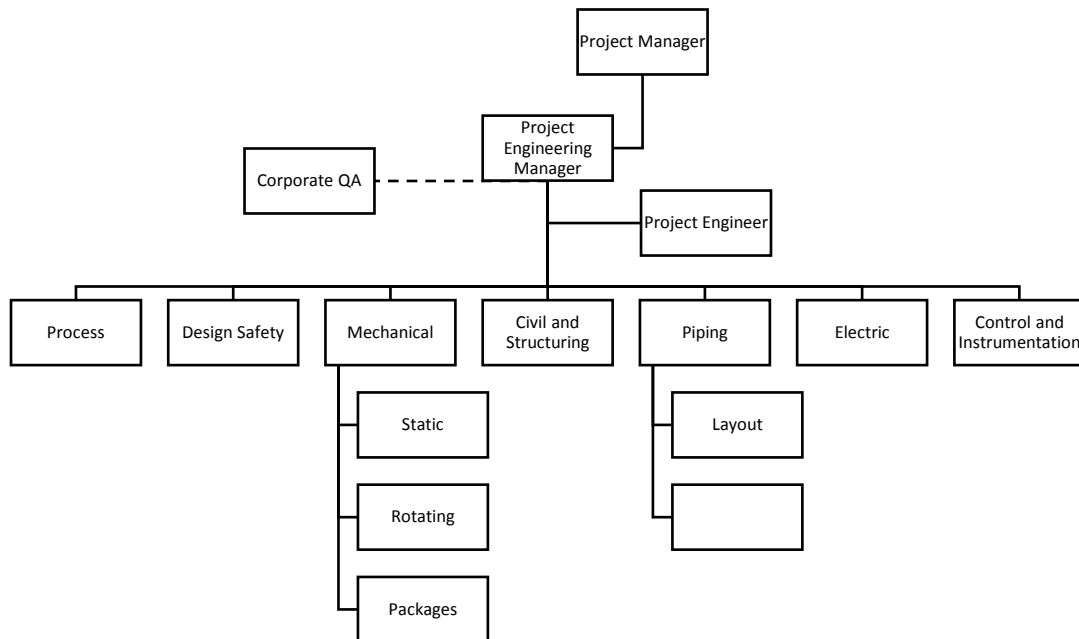 Project Manager
Project
Engineering
Manager
Corporate QA
Project Engineer
Process
Design Safety
Mechanical
Civil and
Structuring
Piping
Electric
Control and
Instrumentation
Static
Layout
Rotating
Packages